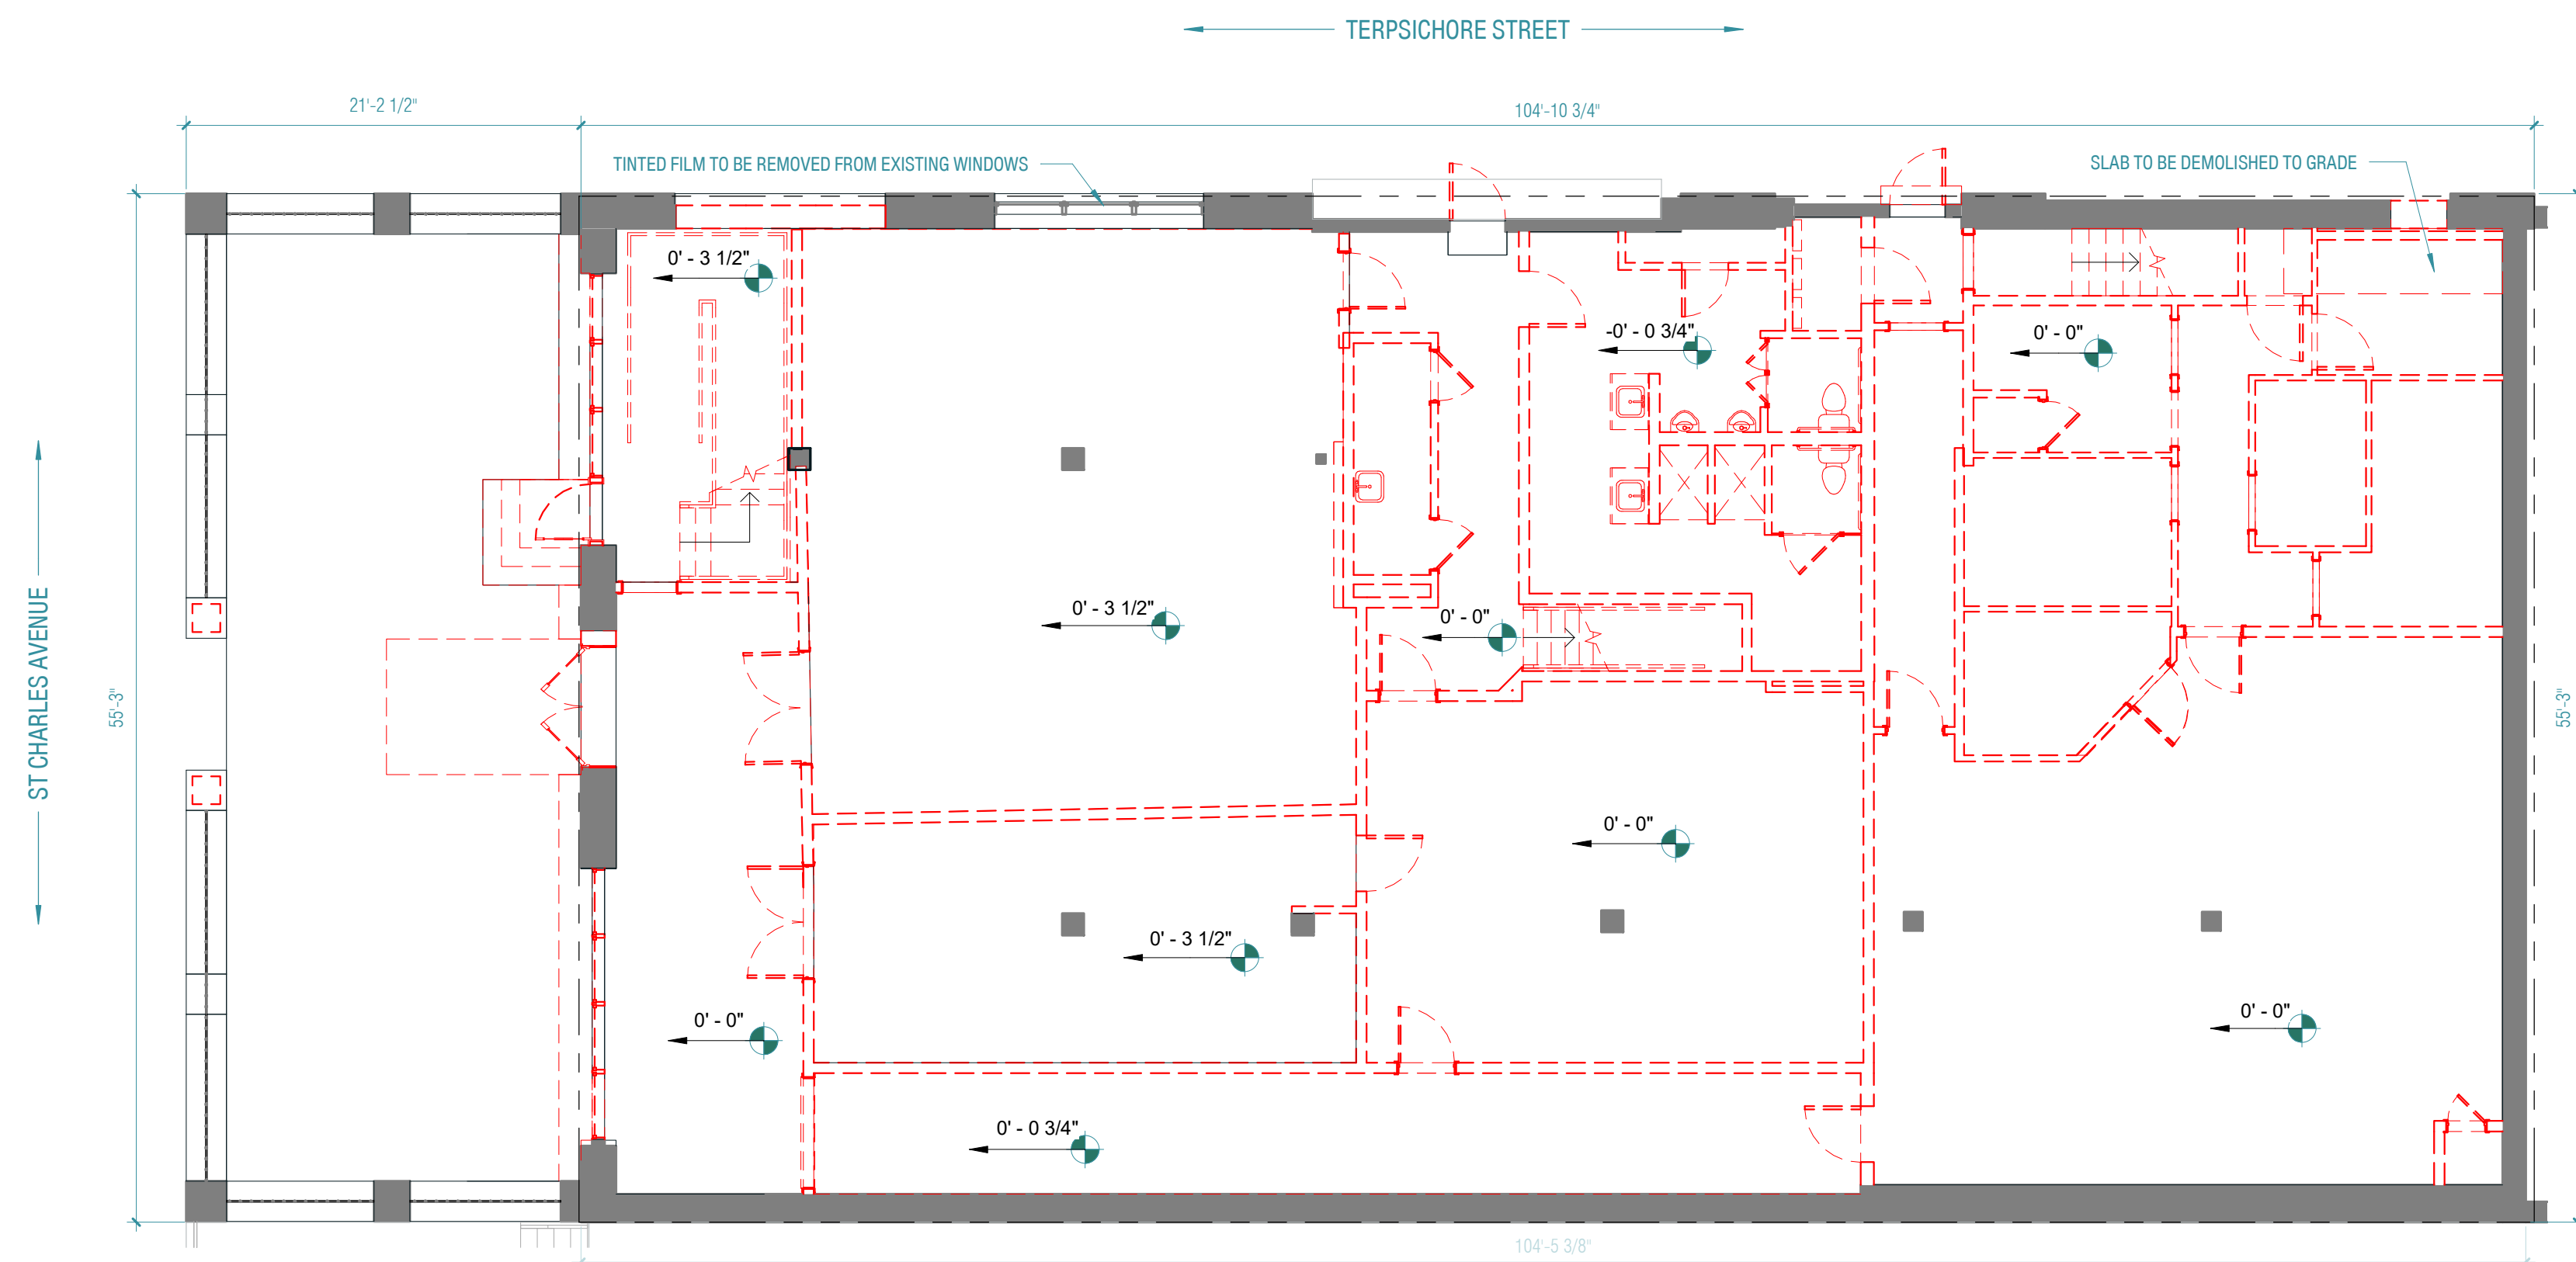 TERPSICHORE STREET
21'-2 1/2"
104'-10 3/4"
TINTED FILM TO BE REMOVED FROM EXISTING WINDOWS
SLAB TO BE DEMOLISHED TO GRADE
0' - 3 1/2"
-0' - 0 3/4"
0' - 0"
ST CHARLES AVENUE
55'-3"
0' - 3 1/2"
0' - 0"
55'-3"
0' - 0"
0' - 3 1/2"
0' - 0"
0' - 0"
0' - 0 3/4"
104'-5 3/8"